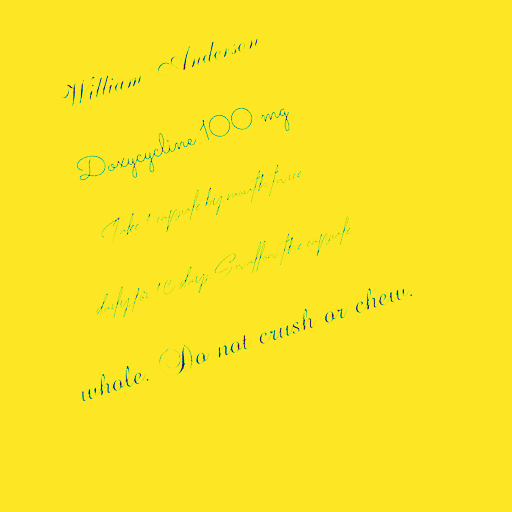 William Anderson
Doxycycline 100 mg
Take 1 capsule by mouth twice
daily for 10 days. Swallow the capsule
whole. Do not crush or chew.